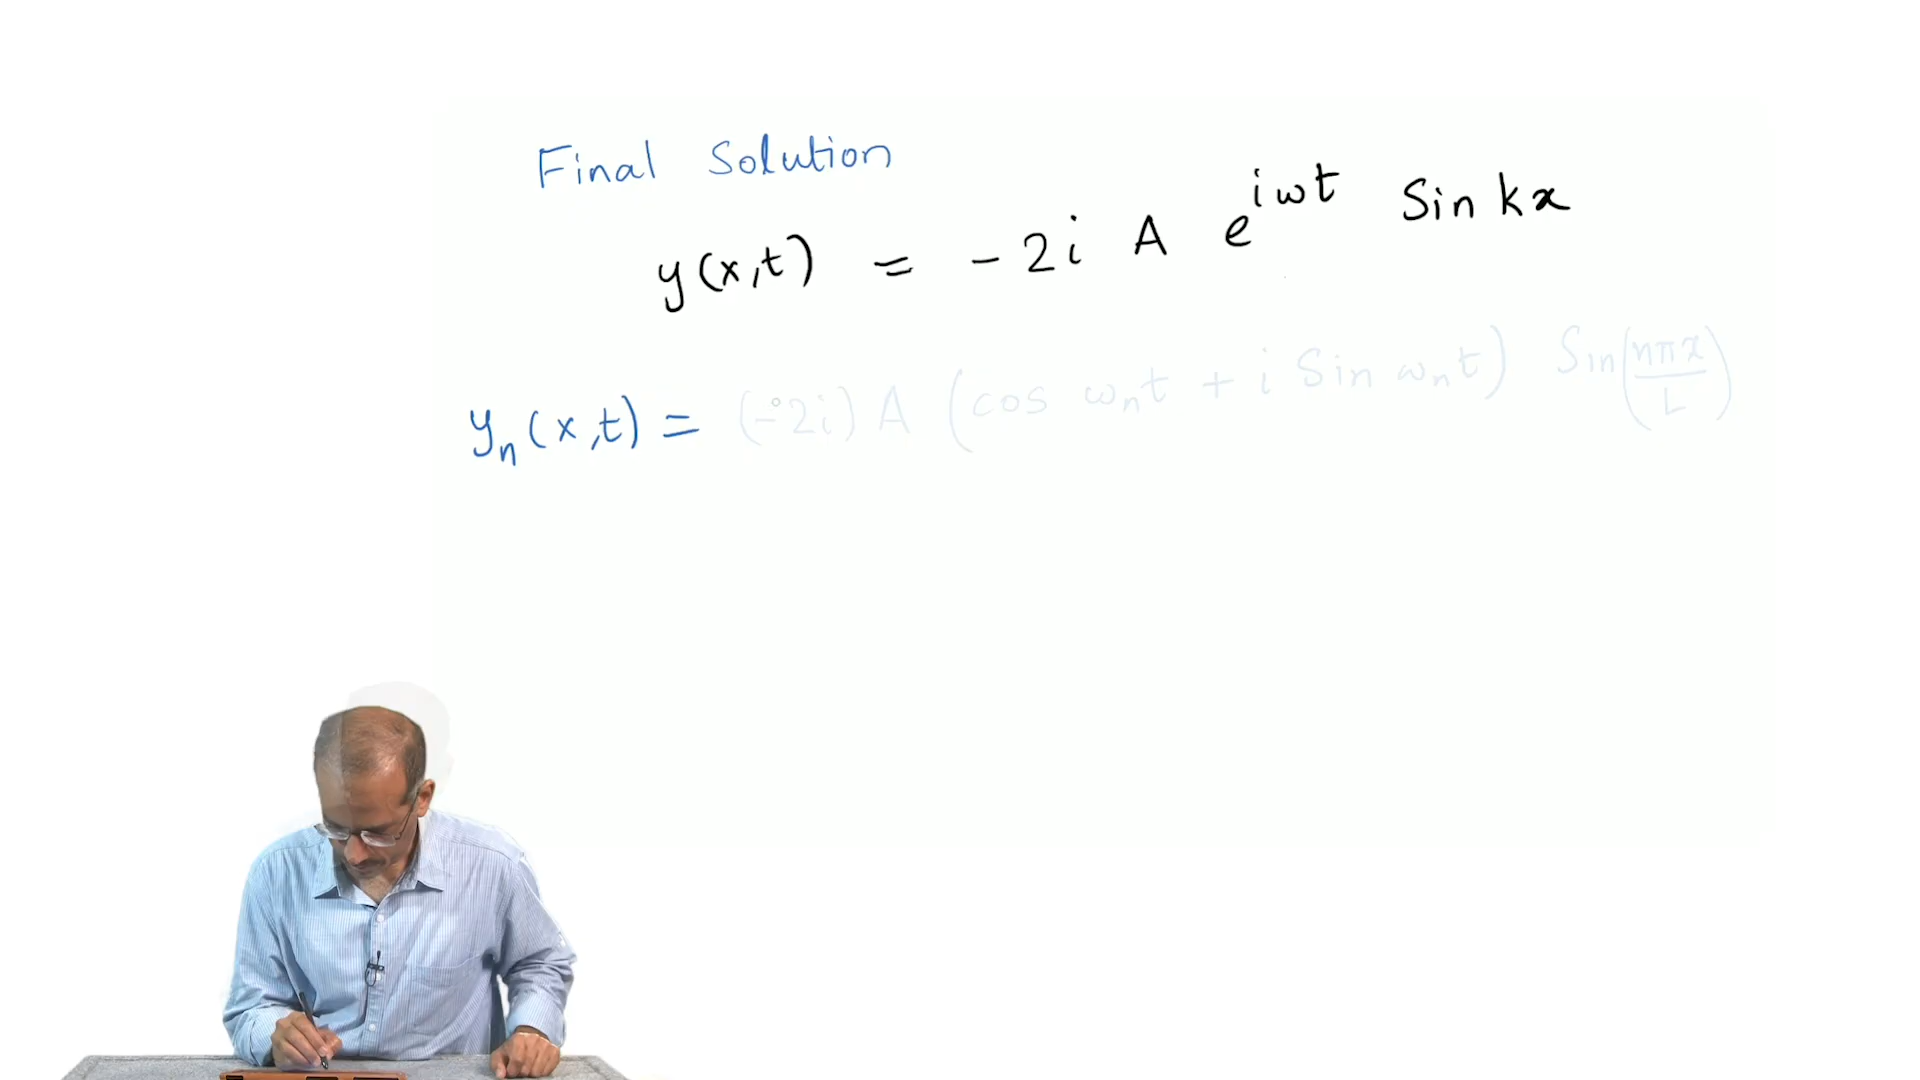 Final Solution
y(x,t) = -2i A e^{iωt} Sin kx
y_n(x,t) = (-2i) A (cos ω_n t + i Sin ω_n t) Sin(nπx/L)